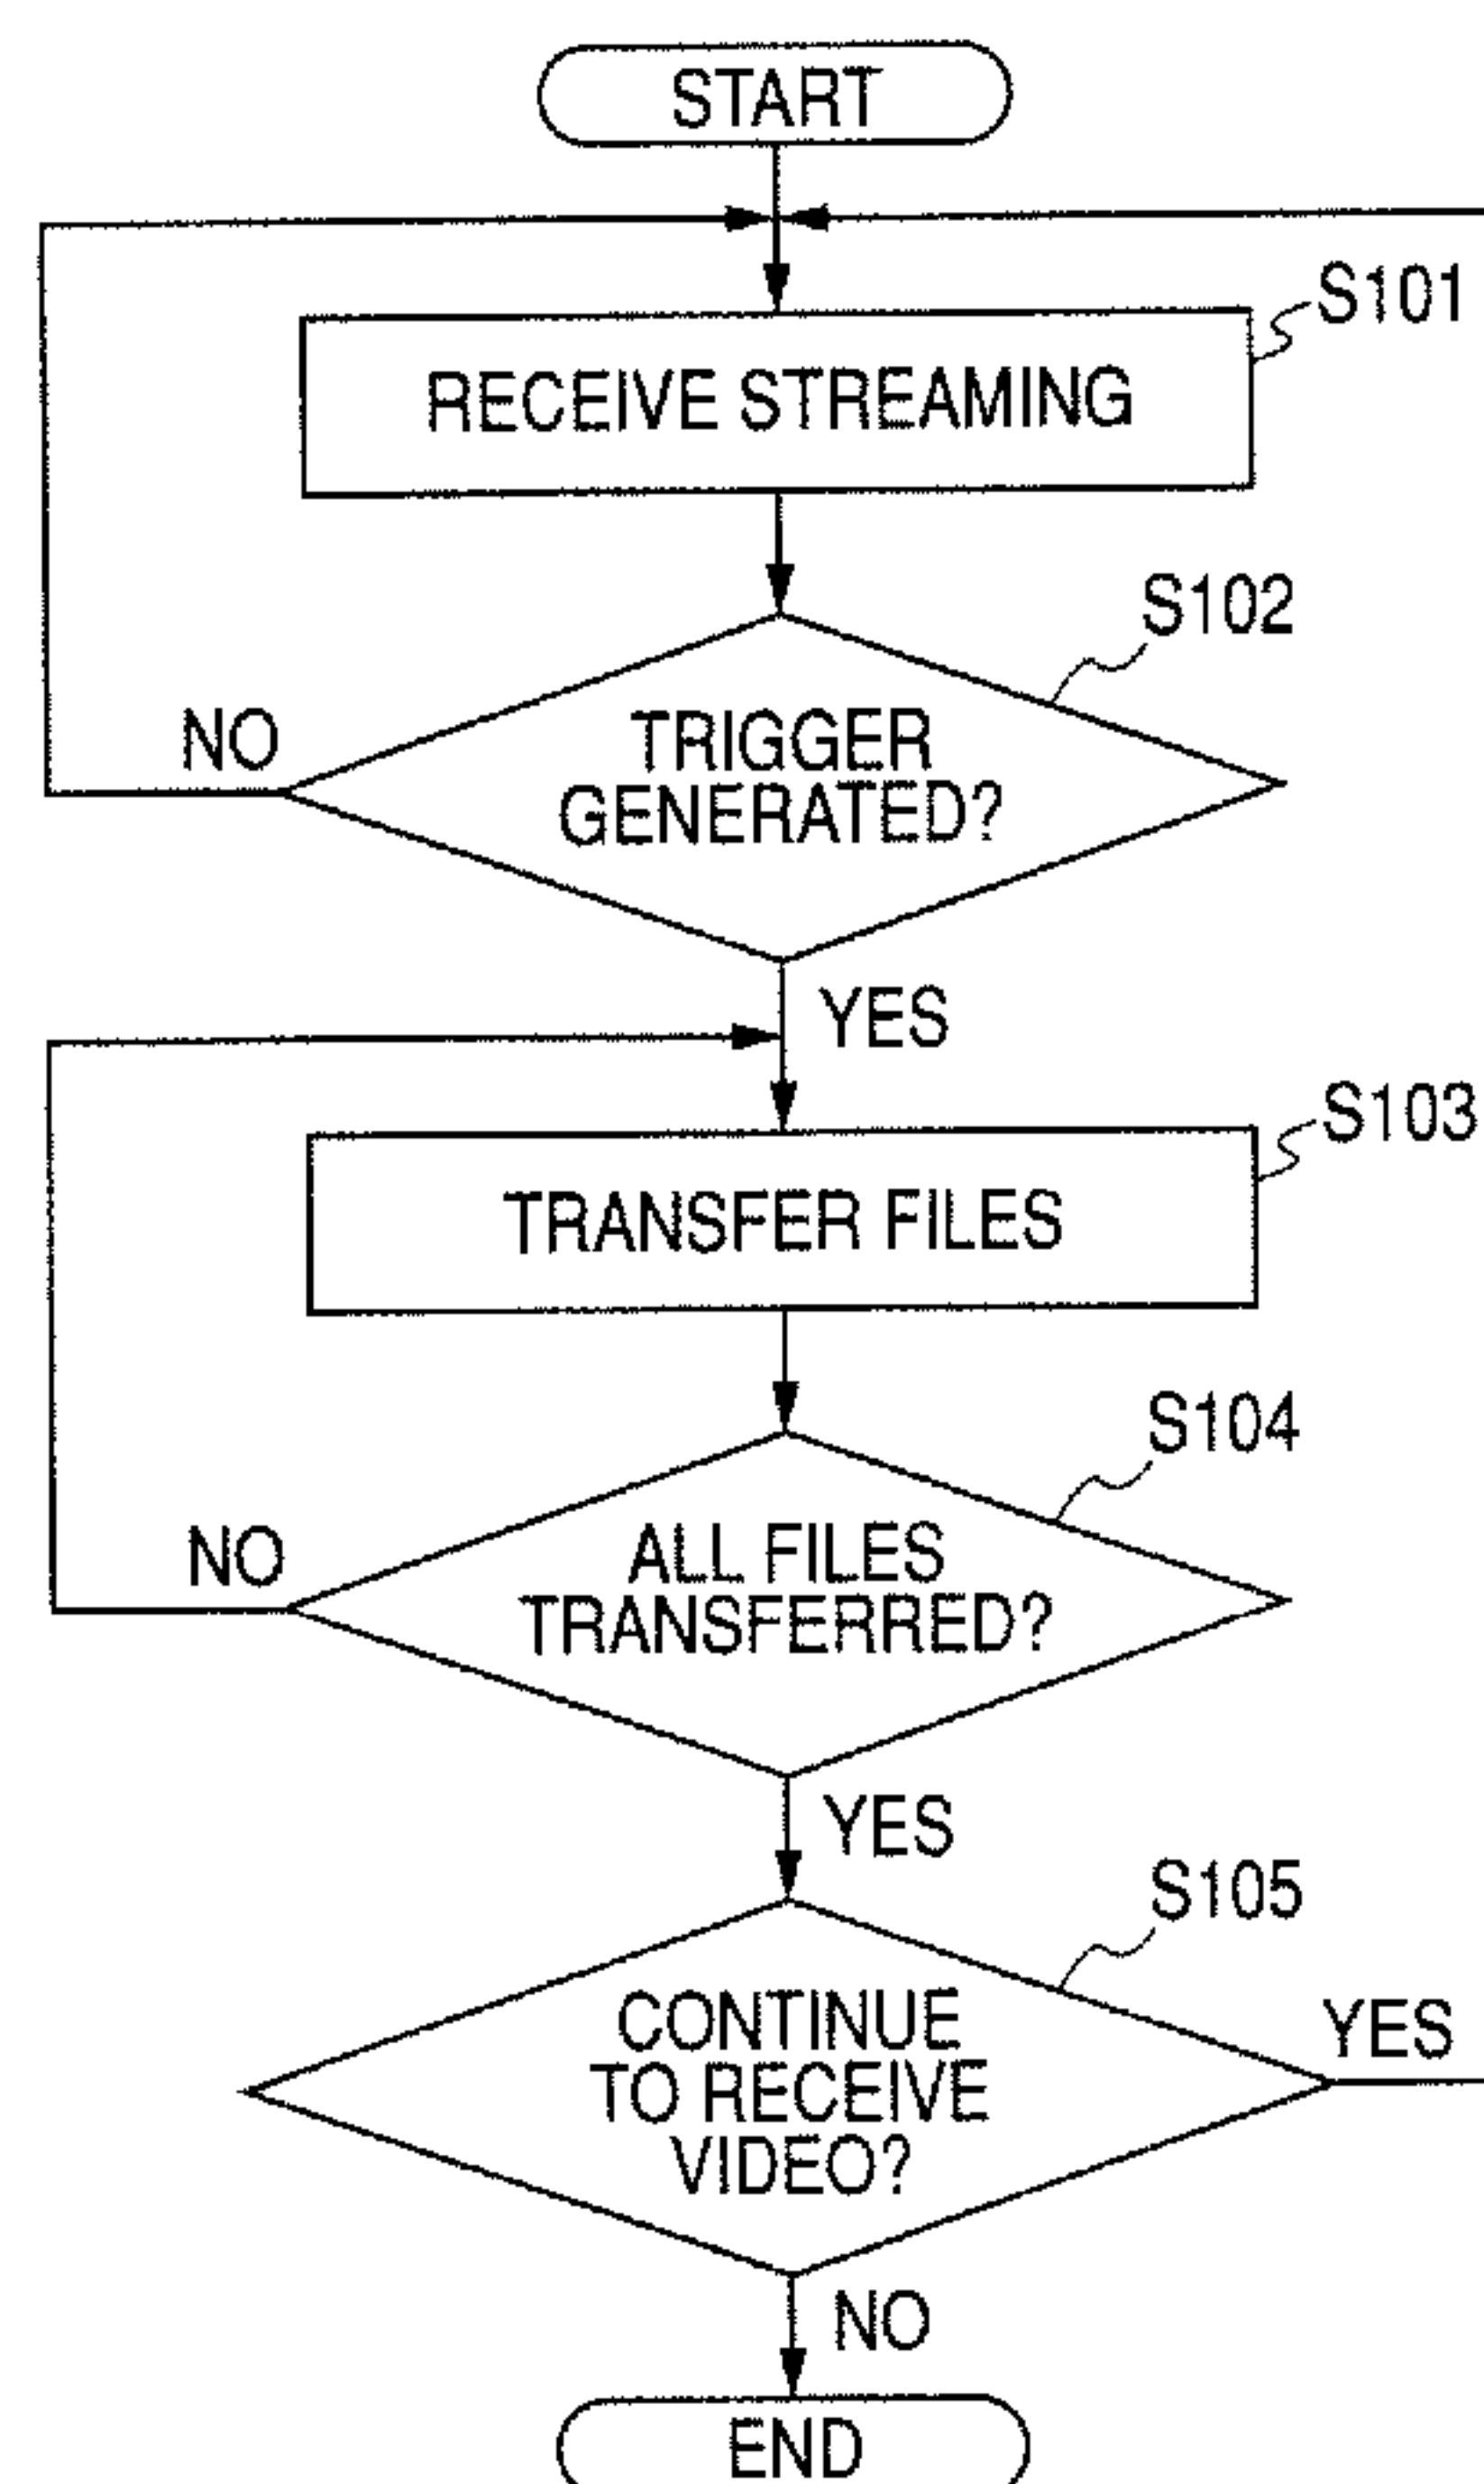 START
S101
RECEIVE STREAMING
S102
NO
TRIGGER
GENERATED?
YES
S103
TRANSFER FILES
S104
NO
ALL FILES
TRANSFERRED?
YES
S105
CONTINUE
TO RECEIVE
VIDEO?
YES
NO
END